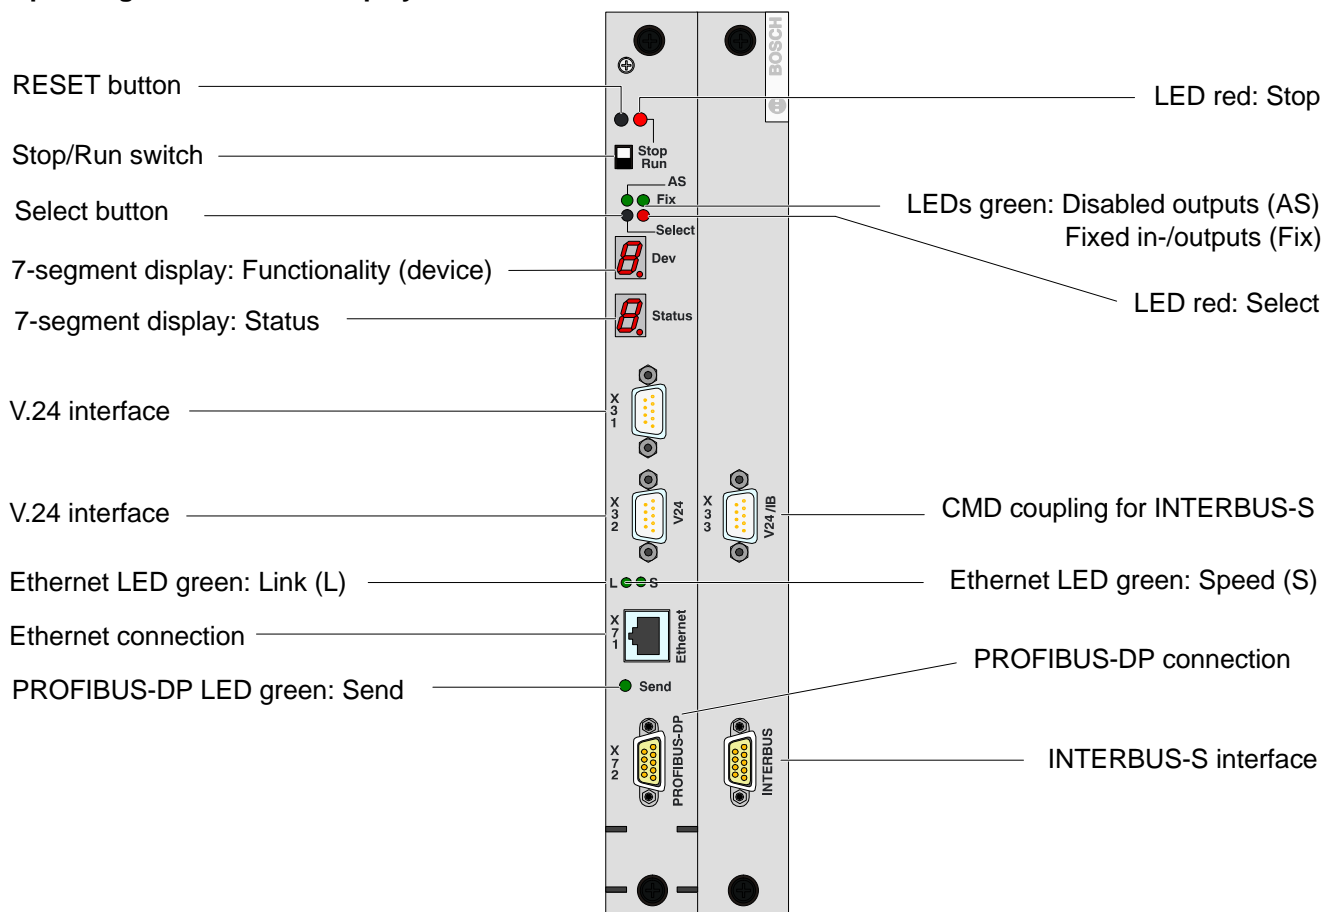 BOSCH
RESET button
LED red: Stop
Stop/Run switch
Stop
Run
AS
Fix
Select button
LEDs green: Disabled outputs (AS)
Fixed in-/outputs (Fix)
Select
7-segment display: Functionality (device)
8.
Dev
LED red: Select
7-segment display: Status
8.
Status
V.24 interface
X31
V.24 interface
X32
V24
X33
V24/IB
CMD coupling for INTERBUS-S
Ethernet LED green: Link (L)
L
S
Ethernet LED green: Speed (S)
Ethernet connection
X71
Ethernet
PROFIBUS-DP connection
PROFIBUS-DP LED green: Send
Send
X72
PROFIBUS-DP
INTERBUS
INTERBUS-S interface